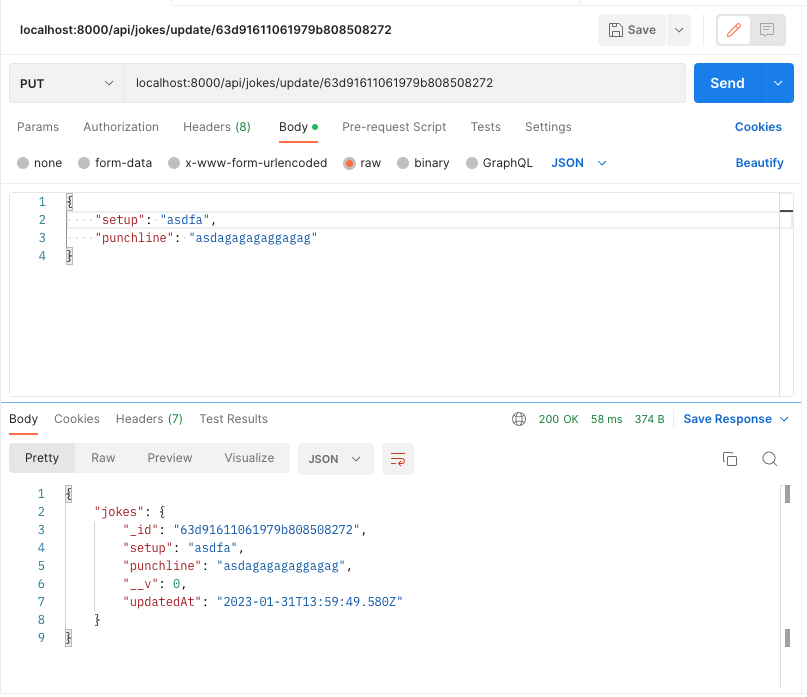 localhost:8000/api/jokes/update/63d91611061979b808508272
Save
PUT
localhost:8000/api/jokes/update/63d91611061979b808508272
Send
Params Authorization Headers (8) Body Pre-request Script Tests Settings Cookies
none form-data x-www-form-urlencoded raw binary GraphQL JSON Beautify
1 {
2 "setup": "asdfa",
3 "punchline": "asdagagagaggagag"
4 }
Body Cookies Headers (7) Test Results 200 OK 58 ms 374 B Save Response
Pretty Raw Preview Visualize JSON
1 {
2 "jokes": {
3 "_id": "63d91611061979b808508272",
4 "setup": "asdfa",
5 "punchline": "asdagagagaggagag",
6 "__v": 0,
7 "updatedAt": "2023-01-31T13:59:49.580Z"
8 }
9 }